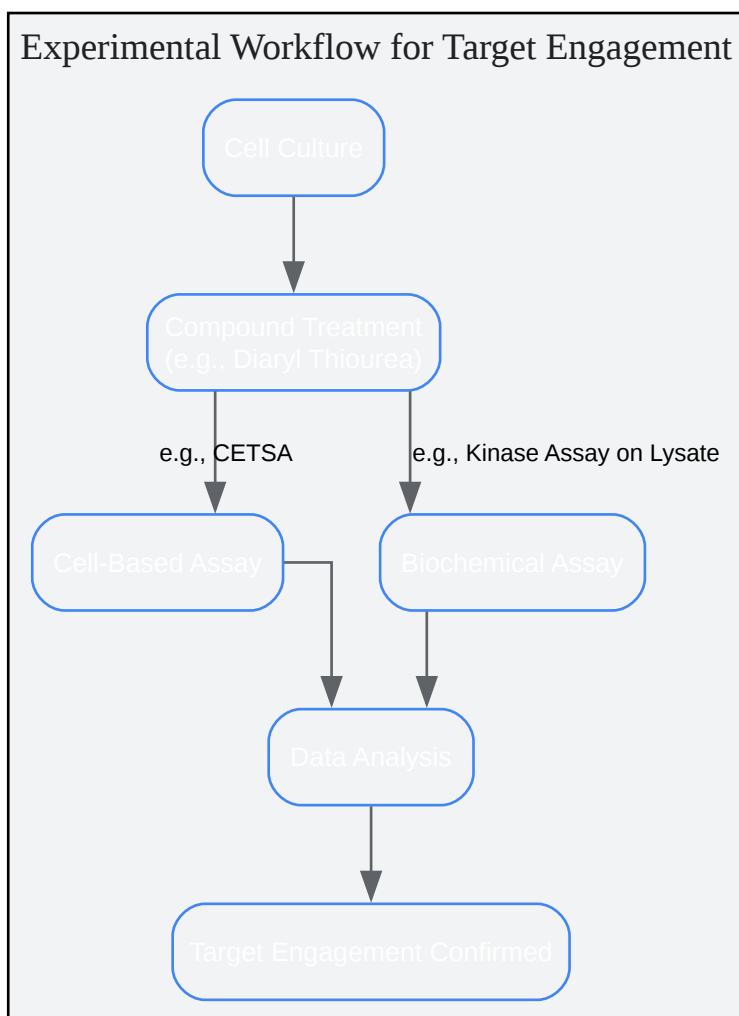 Experimental Workflow for Target Engagement
Cell Culture
Compound Treatment
(e.g., Diaryl Thiourea)
e.g., CETSA
e.g., Kinase Assay on Lysate
Cell-Based Assay
Biochemical Assay
Data Analysis
Target Engagement Confirmed